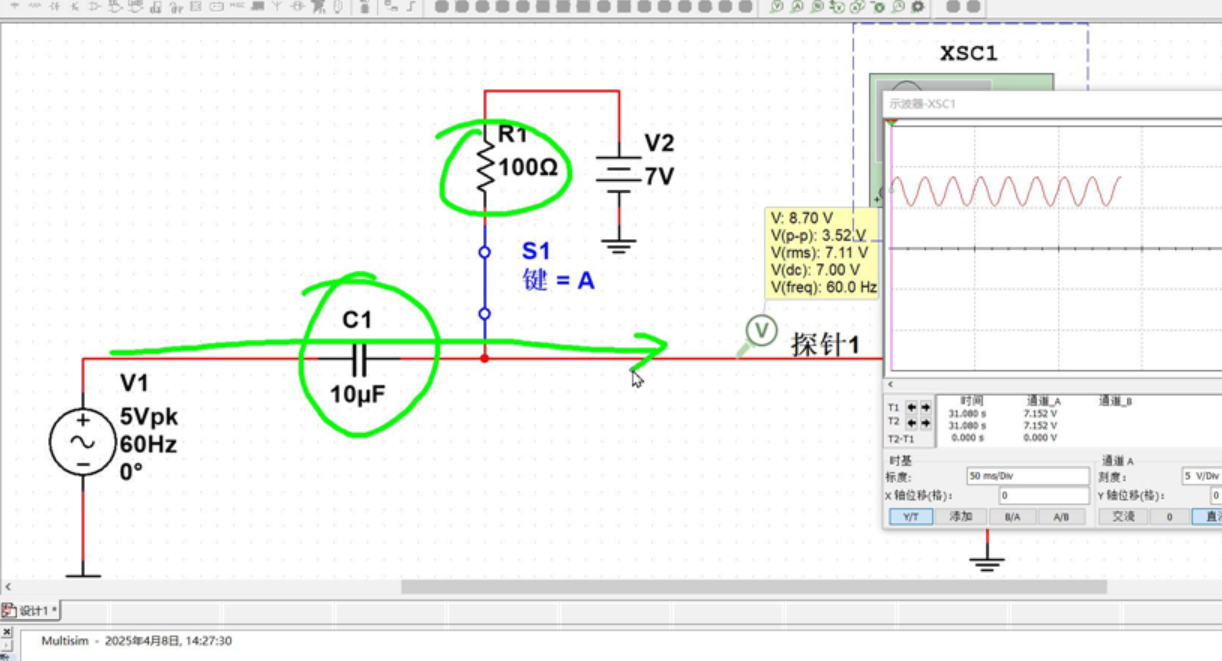 XSC1
示波器-XSC1
R1
100Ω
V2
7V
V: 8.70 V
V(p-p): 3.52 V
V(rms): 7.11 V
V(dc): 7.00 V
V(freq): 60.0 Hz
S1
键 = A
C1
10µF
V
探针1
V1
5Vpk
60Hz
0°
时间 通道_A 通道_B
T1 31.080 s 7.152 V
T2 31.080 s 7.152 V
T2-T1 0.000 s 0.000 V
时基 通道 A
标度: 50 ms/Div 刻度: 5 V/Div
X 轴位移(格): 0 Y 轴位移(格): 0
Y/T 添加 B/A A/B 交流 0
设计1 *
Multisim - 2025年4月8日, 14:27:30